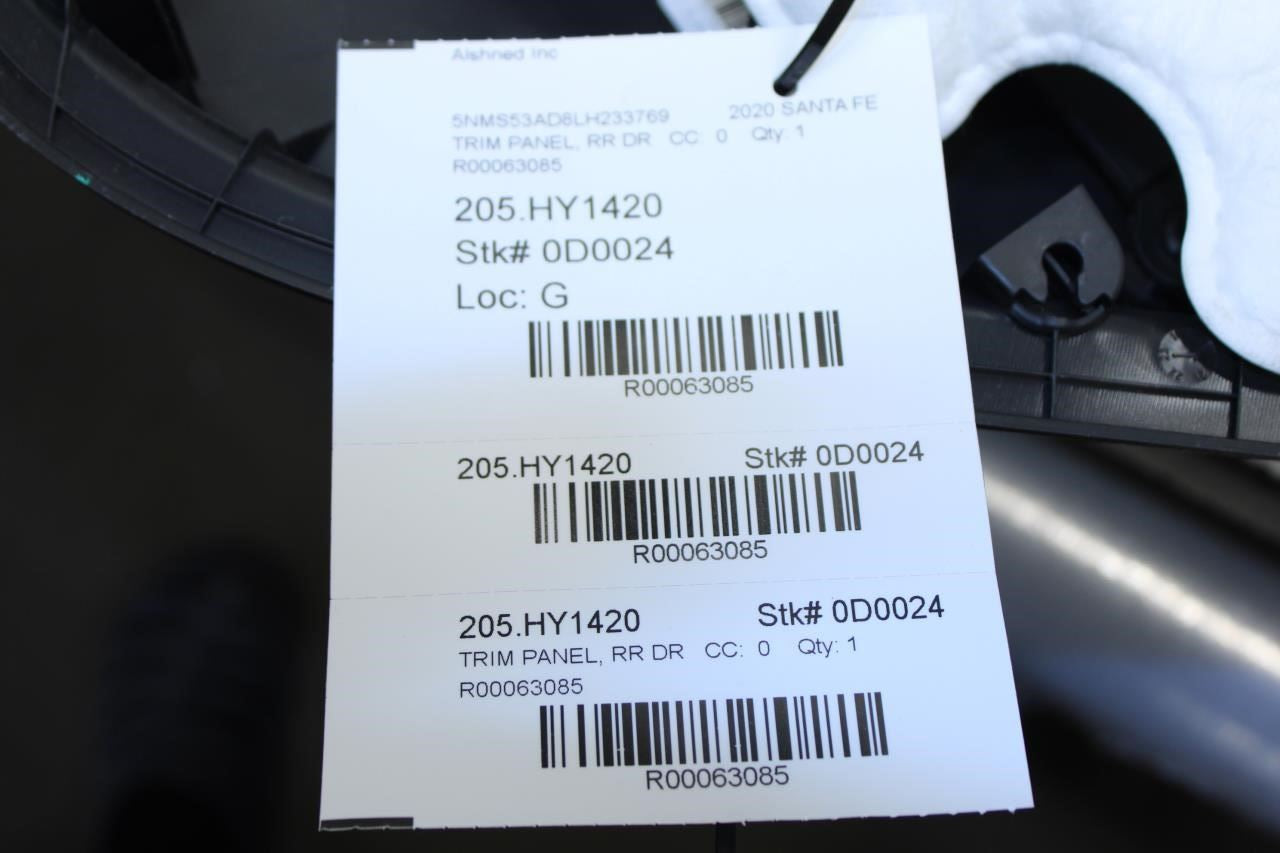 Alshned Inc
5NMS53AD8LH233769 2020 SANTA FE
TRIM PANEL, RR DR CC: 0 Qty: 1
R00063085
205.HY1420
Stk# 0D0024
Loc: G
R00063085
205.HY1420 Stk# 0D0024
R00063085
205.HY1420 Stk# 0D0024
TRIM PANEL, RR DR CC: 0 Qty: 1
R00063085
R00063085